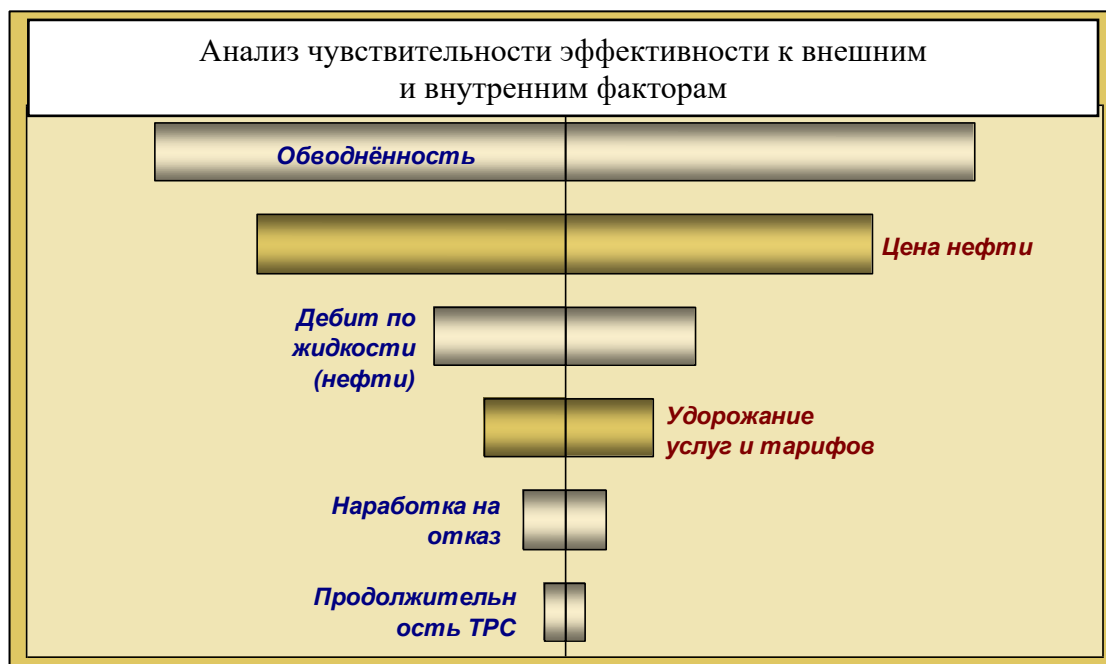 Анализ чувствительности эффективности к внешним
и внутренним факторам
Обводнённость
Цена нефти
Дебит по
жидкости
(нефти)
Удорожание
услуг и тарифов
Наработка на
отказ
Продолжительн
ость ТРС